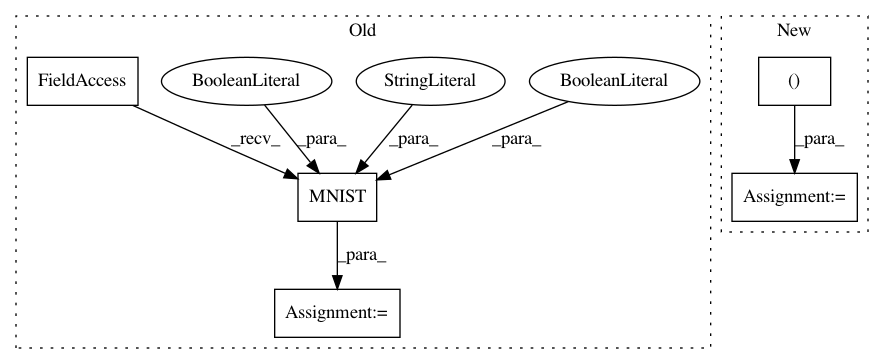 Old
New
FieldAccess
BooleanLiteral
StringLiteral
BooleanLiteral
()
_recv_
_para_
_para_
_para_
_para_
MNIST
Assignment:=
_para_
Assignment:=